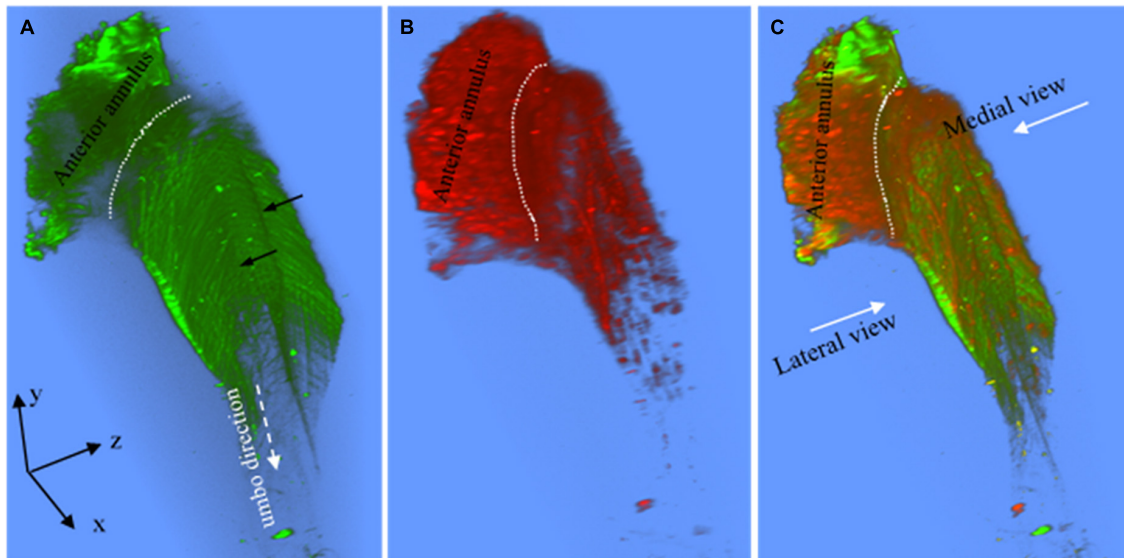 A
Anterior annulus
y
z
x
umbo direction
B
Anterior annulus
C
Anterior annulus
Medial view
Lateral view